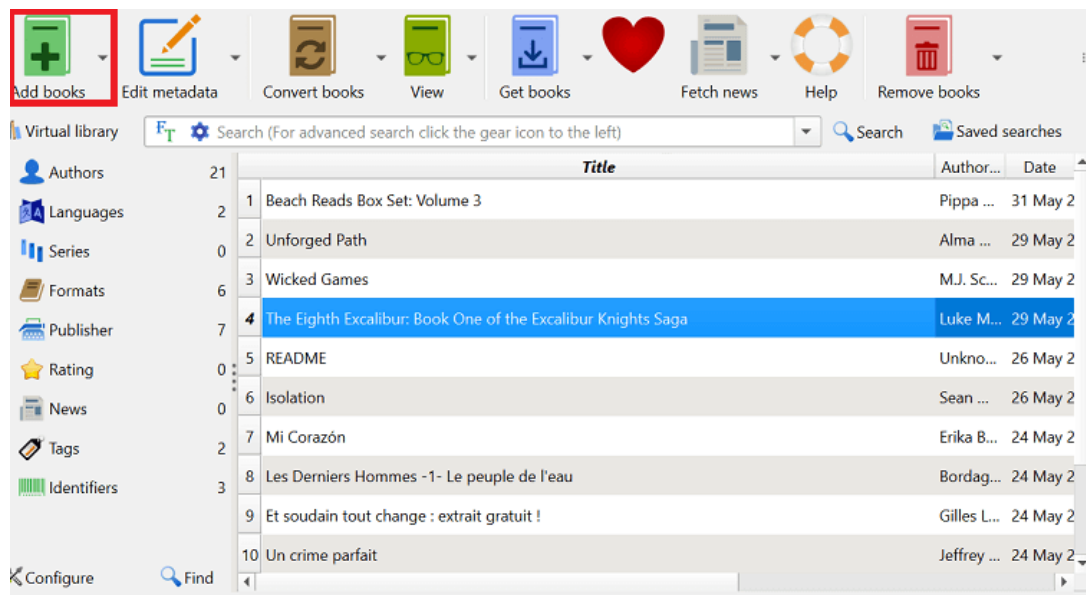 Add books Edit metadata Convert books View Get books Fetch news Help Remove books
Virtual library FT Search (For advanced search click the gear icon to the left) Search Saved searches
Authors 21
Languages 2
Series 0
Formats 6
Publisher 7
Rating 0
News 0
Tags 2
Identifiers 3
Title Author... Date
1 Beach Reads Box Set: Volume 3 Pippa ... 31 May 2
2 Unforged Path Alma ... 29 May 2
3 Wicked Games M.J. Sc... 29 May 2
4 The Eighth Excalibur: Book One of the Excalibur Knights Saga Luke M... 29 May 2
5 README Unkno... 26 May 2
6 Isolation Sean ... 26 May 2
7 Mi Corazón Erika B... 24 May 2
8 Les Derniers Hommes -1- Le peuple de l'eau Bordag... 24 May 2
9 Et soudain tout change : extrait gratuit ! Gilles L... 24 May 2
10 Un crime parfait Jeffrey ... 24 May 2
Configure Find